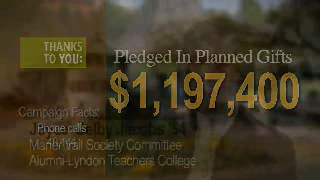 THANKS
TO YOU:
Pledged In Planned Gifts
$1,197,400
Campaign Facts:
Phone calls
Mantor Vail Society Committee
Alumni-Lyndon Teachers College